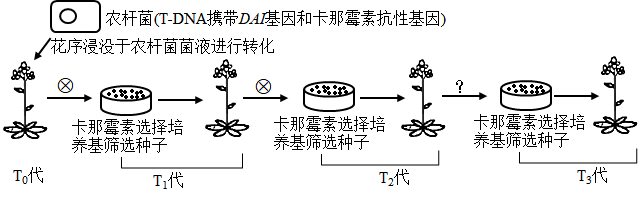 农杆菌(T-DNA携带DAI基因和卡那霉素抗性基因)
花序浸没于农杆菌菌液进行转化
?
卡那霉素选择培
养基筛选种子
卡那霉素选择培
养基筛选种子
卡那霉素选择培
养基筛选种子
T₀代
T₁代
T₂代
T₃代